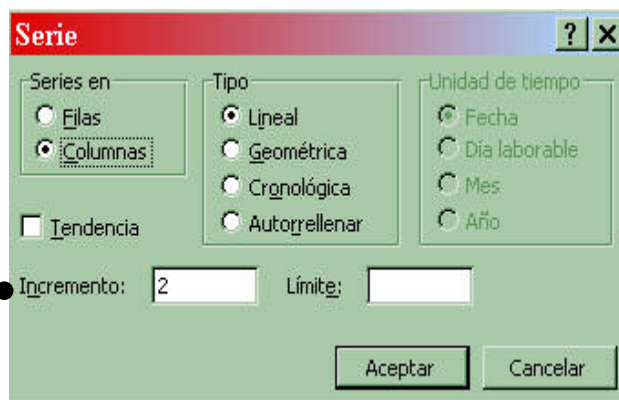 Serie ? X
Series en
Filas
Columnas
Tendencia
Tipo
Lineal
Geométrica
Cronológica
Autorrellenar
Unidad de tiempo
Fecha
Día laborable
Mes
Año
Incremento: 2 Límite:
Aceptar Cancelar